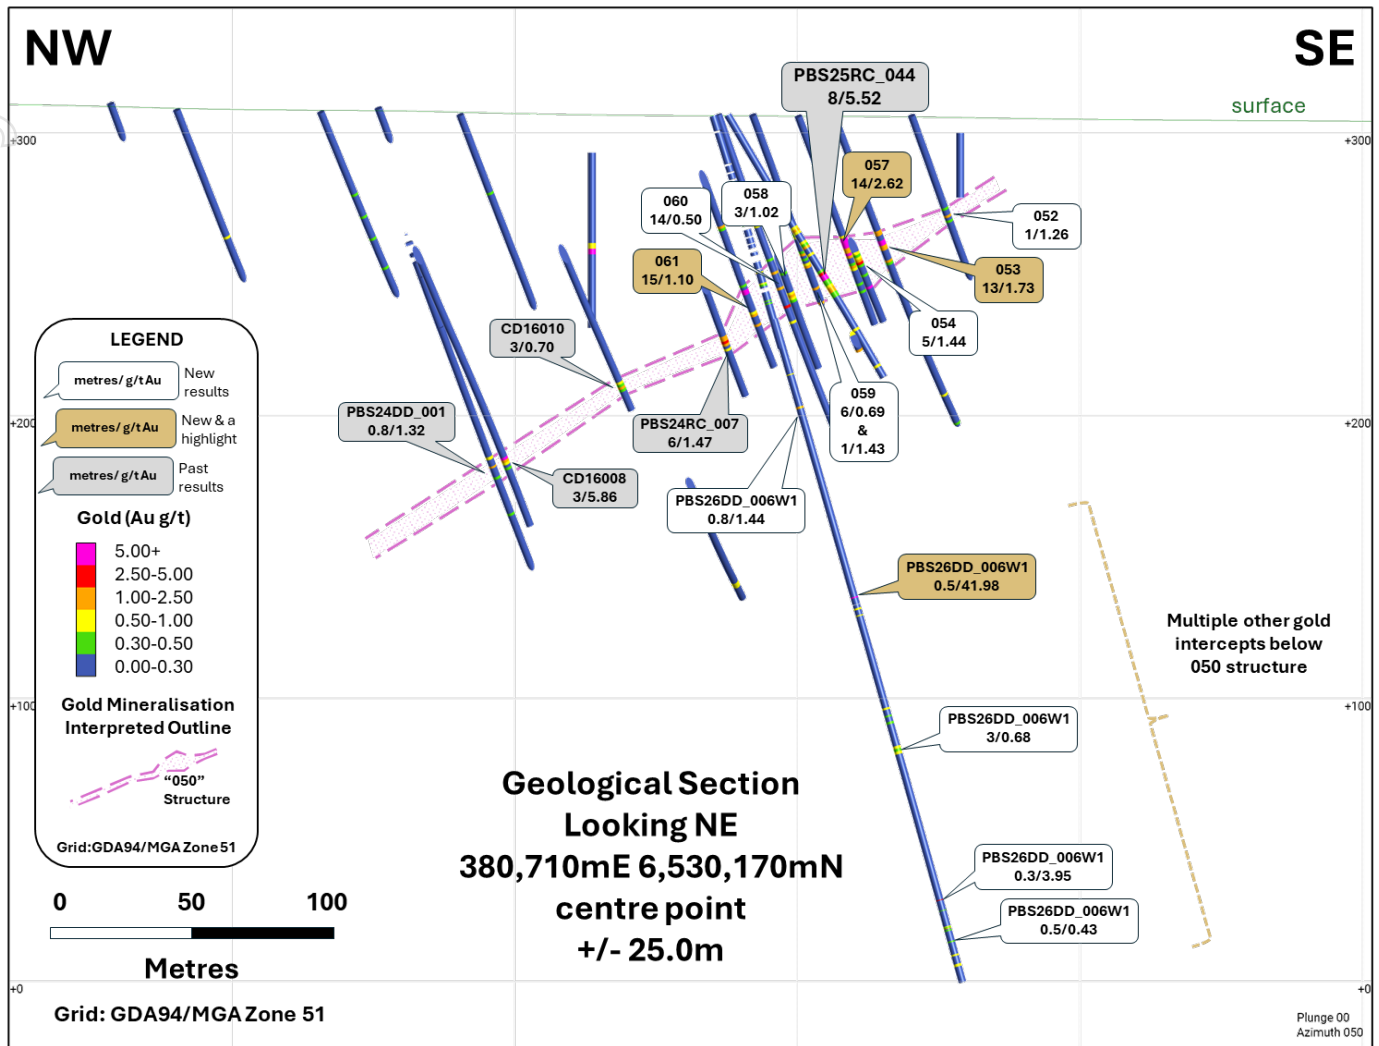 NW
SE
PBS25RC_044
8/5.52
surface
+300
+300
057
14/2.62
058
3/1.02
060
14/0.50
052
1/1.26
061
15/1.10
053
13/1.73
054
5/1.44
CD16010
3/0.70
LEGEND
metres/ g/t Au
New
results
metres/ g/t Au
New & a
highlight
metres/ g/t Au
Past
results
Gold (Au g/t)
5.00+
2.50-5.00
1.00-2.50
0.50-1.00
0.30-0.50
0.00-0.30
Gold Mineralisation
Interpreted Outline
“050”
Structure
Grid:GDA94/MGA Zone 51
PBS24DD_001
0.8/1.32
+200
+200
PBS24RC_007
6/1.47
059
6/0.69
&
1/1.43
CD16008
3/5.86
PBS26DD_006W1
0.8/1.44
PBS26DD_006W1
0.5/41.98
Multiple other gold
intercepts below
050 structure
+100
+100
PBS26DD_006W1
3/0.68
Geological Section
Looking NE
380,710mE 6,530,170mN
centre point
+/- 25.0m
PBS26DD_006W1
0.3/3.95
PBS26DD_006W1
0.5/0.43
0 50 100
Metres
+0
+0
Grid: GDA94/MGA Zone 51
Plunge 00
Azimuth 050